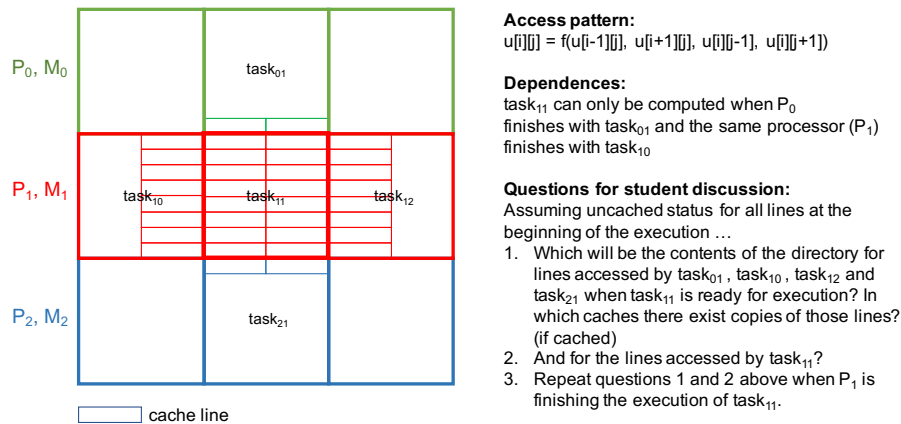 P0, M0
task01
P1, M1
task10
task11
task12
P2, M2
task21
cache line
Access pattern:
u[i][j] = f(u[i-1][j], u[i+1][j], u[i][j-1], u[i][j+1])
Dependences:
task11 can only be computed when P0
finishes with task01 and the same processor (P1)
finishes with task10
Questions for student discussion:
Assuming uncached status for all lines at the
beginning of the execution …
1. Which will be the contents of the directory for
lines accessed by task01 , task10 , task12 and
task21 when task11 is ready for execution? In
which caches there exist copies of those lines?
(if cached)
2. And for the lines accessed by task11?
3. Repeat questions 1 and 2 above when P1 is
finishing the execution of task11.